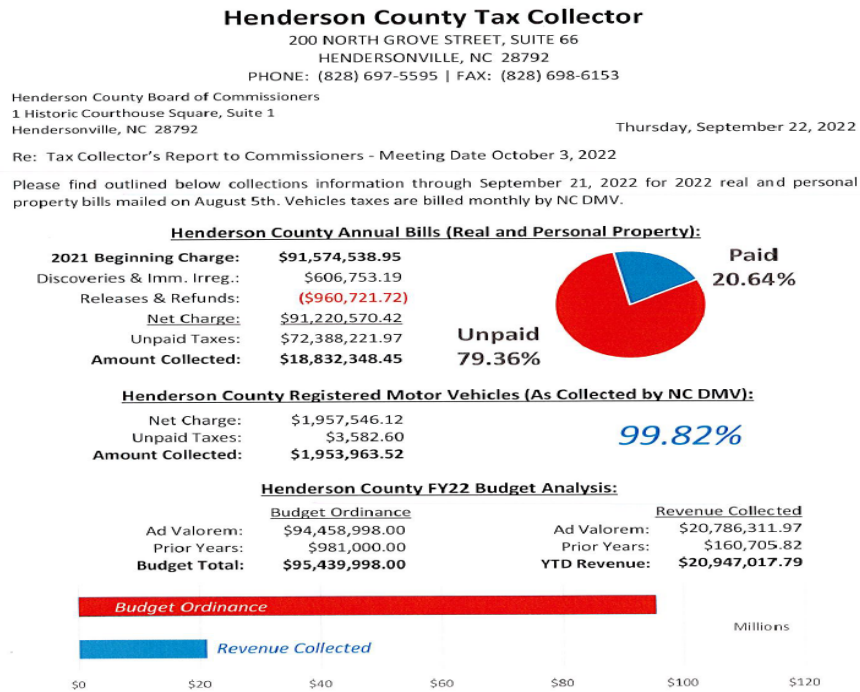 Henderson County Tax Collector
200 NORTH GROVE STREET, SUITE 66
HENDERSONVILLE, NC 28792
PHONE: (828) 697-5595 | FAX: (828) 698-6153
Henderson County Board of Commissioners
1 Historic Courthouse Square, Suite 1
Hendersonville, NC 28792
Thursday, September 22, 2022
Re: Tax Collector's Report to Commissioners - Meeting Date October 3, 2022
Please find outlined below collections information through September 21, 2022 for 2022 real and personal
property bills mailed on August 5th. Vehicles taxes are billed monthly by NC DMV.
Henderson County Annual Bills (Real and Personal Property):
2021 Beginning Charge: $91,574,538.95
Discoveries & Imm. Irreg.: $606,753.19
Releases & Refunds: ($960,721.72)
Net Charge: $91,220,570.42
Unpaid Taxes: $72,388,221.97
Amount Collected: $18,832,348.45
Paid
20.64%
Unpaid
79.36%
Henderson County Registered Motor Vehicles (As Collected by NC DMV):
Net Charge: $1,957,546.12
Unpaid Taxes: $3,582.60
Amount Collected: $1,953,963.52
99.82%
Henderson County FY22 Budget Analysis:
Budget Ordinance Revenue Collected
Ad Valorem: $94,458,998.00 Ad Valorem: $20,786,311.97
Prior Years: $981,000.00 Prior Years: $160,705.82
Budget Total: $95,439,998.00 YTD Revenue: $20,947,017.79
Budget Ordinance
Millions
Revenue Collected
$0 $20 $40 $60 $80 $100 $120